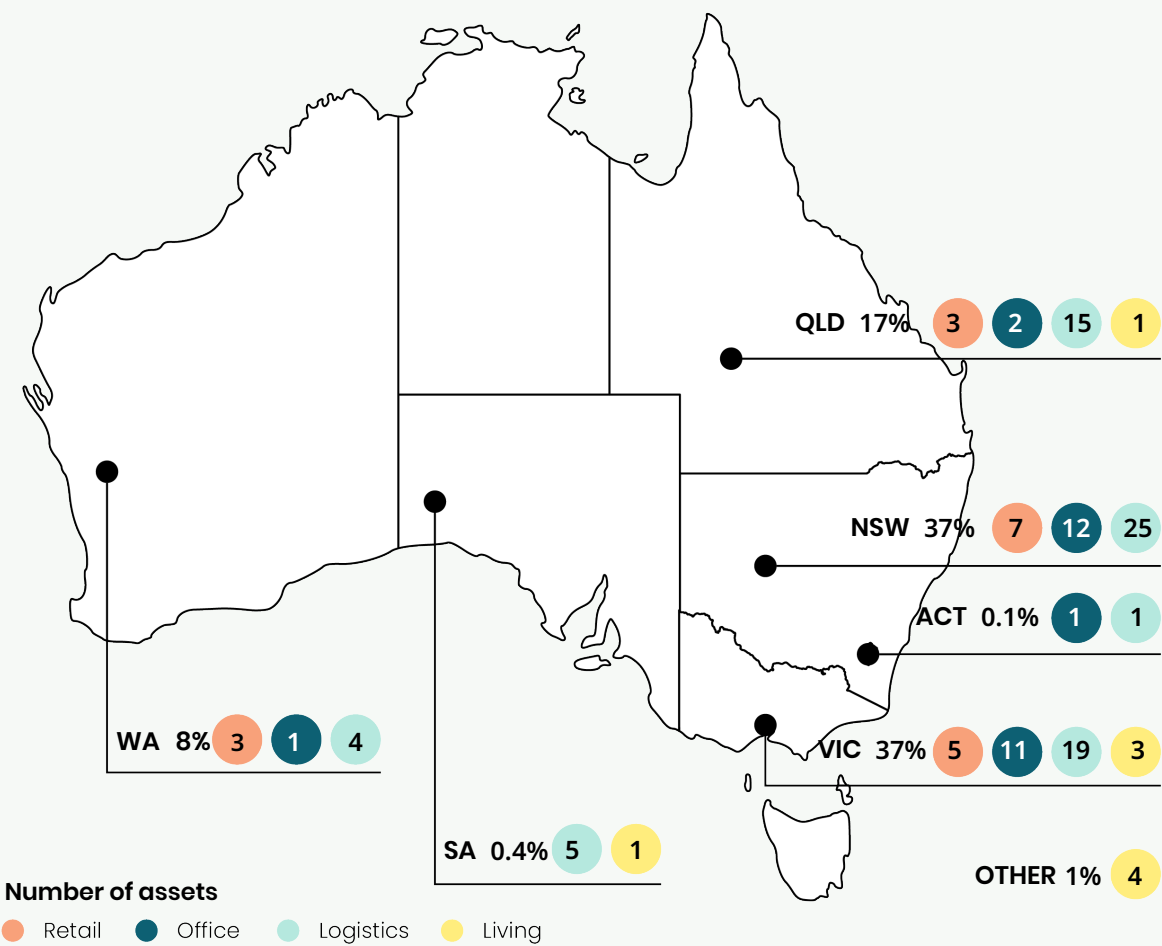 QLD 17% 3 2 15 1
NSW 37% 7 12 25
ACT 0.1% 1 1
WA 8% 3 1 4
VIC 37% 5 11 19 3
SA 0.4% 5 1
OTHER 1% 4
Number of assets
Retail Office Logistics Living